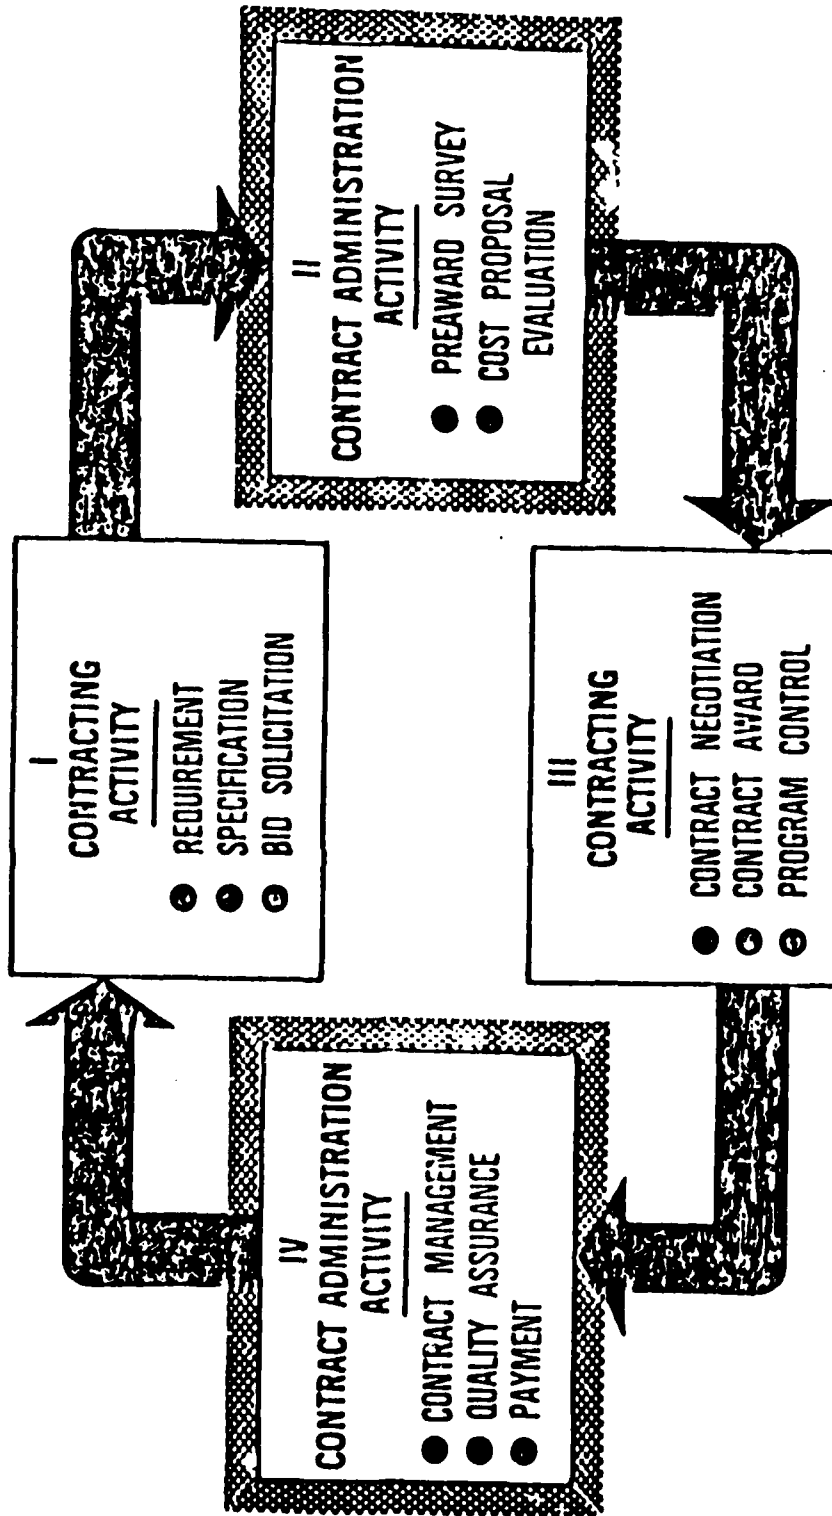 I
CONTRACTING
ACTIVITY
REQUIREMENT
SPECIFICATION
BID SOLICITATION
II
CONTRACT ADMINISTRATION
ACTIVITY
PREAWARD SURVEY
COST PROPOSAL
EVALUATION
III
CONTRACTING
ACTIVITY
CONTRACT NEGOTIATION
CONTRACT AWARD
PROGRAM CONTROL
IV
CONTRACT ADMINISTRATION
ACTIVITY
CONTRACT MANAGEMENT
QUALITY ASSURANCE
PAYMENT